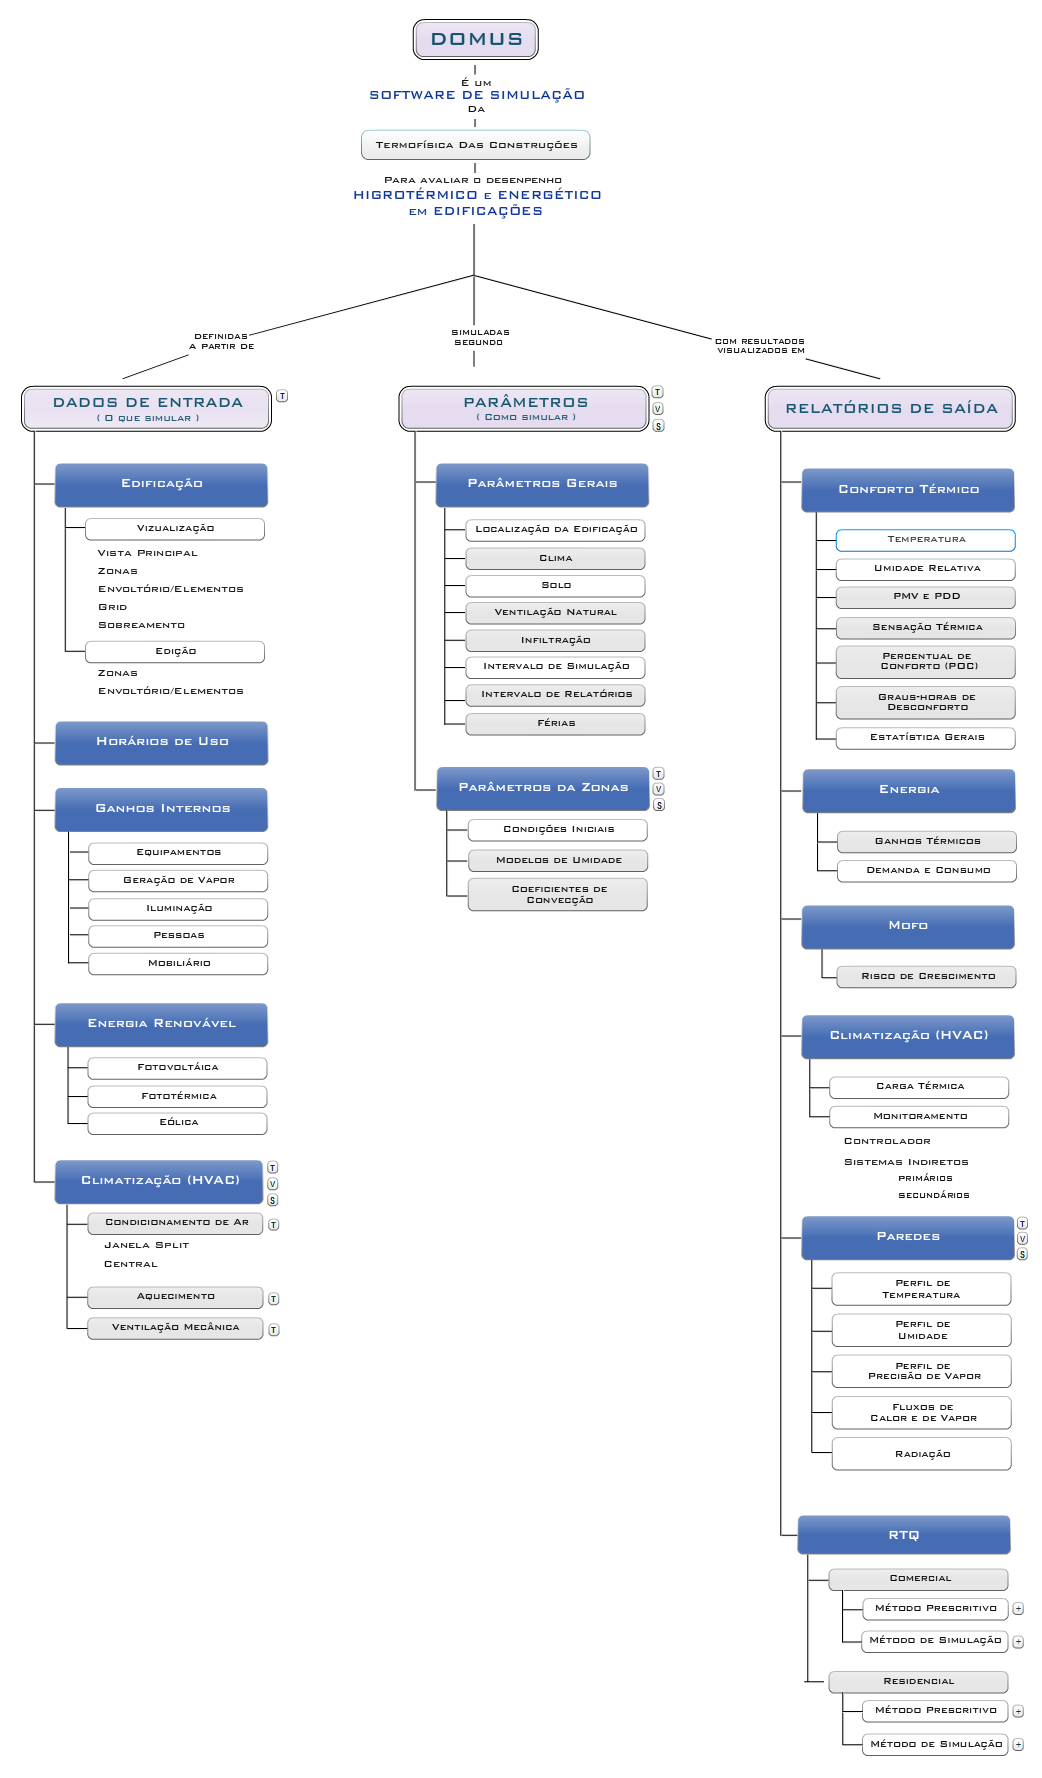 DOMUS
É UM
SOFTWARE DE SIMULAÇÃO
DA
TERMOFÍSICA DAS CONSTRUÇÕES
PARA AVALIAR O DESENPENHO
HIGROTÉRMICO E ENERGÉTICO
EM EDIFICAÇÕES
DEFINIDAS
A PARTIR DE
DADOS DE ENTRADA
( O QUE SIMULAR )
T
EDIFICAÇÃO
VIZUALIZAÇÃO
VISTA PRINCIPAL
ZONAS
ENVOLTÓRIO/ELEMENTOS
GRID
SOBREAMENTO
EDIÇÃO
ZONAS
ENVOLTÓRIO/ELEMENTOS
HORÁRIOS DE USO
GANHOS INTERNOS
EQUIPAMENTOS
GERAÇÃO DE VAPOR
ILUMINAÇÃO
PESSOAS
MOBILIÁRIO
ENERGIA RENOVÁVEL
FOTOVOLTÁICA
FOTOTÉRMICA
EÓLICA
CLIMATIZAÇÃO (HVAC)
T
V
S
CONDICIONAMENTO DE AR
T
JANELA SPLIT
CENTRAL
AQUECIMENTO
T
VENTILAÇÃO MECÂNICA
T
SIMULADAS
SEGUNDO
PARÂMETROS
( COMO SIMULAR )
T
V
S
PARÂMETROS GERAIS
LOCALIZAÇÃO DA EDIFICAÇÃO
CLIMA
SOLO
VENTILAÇÃO NATURAL
INFILTRAÇÃO
INTERVALO DE SIMULAÇÃO
INTERVALO DE RELATÓRIOS
FÉRIAS
PARÂMETROS DA ZONAS
T
V
S
CONDIÇÕES INICIAIS
MODELOS DE UMIDADE
COEFICIENTES DE
CONVECÇÃO
COM RESULTADOS
VISUALIZADOS EM
RELATÓRIOS DE SAÍDA
CONFORTO TÉRMICO
TEMPERATURA
UMIDADE RELATIVA
PMV E PDD
SENSAÇÃO TÉRMICA
PERCENTUAL DE
CONFORTO (POC)
GRAUS-HORAS DE
DESCONFORTO
ESTATÍSTICA GERAIS
ENERGIA
GANHOS TÉRMICOS
DEMANDA E CONSUMO
MOFO
RISCO DE CRESCIMENTO
CLIMATIZAÇÃO (HVAC)
CARGA TÉRMICA
MONITORAMENTO
CONTROLADOR
SISTEMAS INDIRETOS
PRIMÁRIOS
SECUNDÁRIOS
PAREDES
T
V
S
PERFIL DE
TEMPERATURA
PERFIL DE
UMIDADE
PERFIL DE
PRECISÃO DE VAPOR
FLUXOS DE
CALOR E DE VAPOR
RADIAÇÃO
RTQ
COMERCIAL
MÉTODO PRESCRITIVO +
MÉTODO DE SIMULAÇÃO +
RESIDENCIAL
MÉTODO PRESCRITIVO +
MÉTODO DE SIMULAÇÃO +